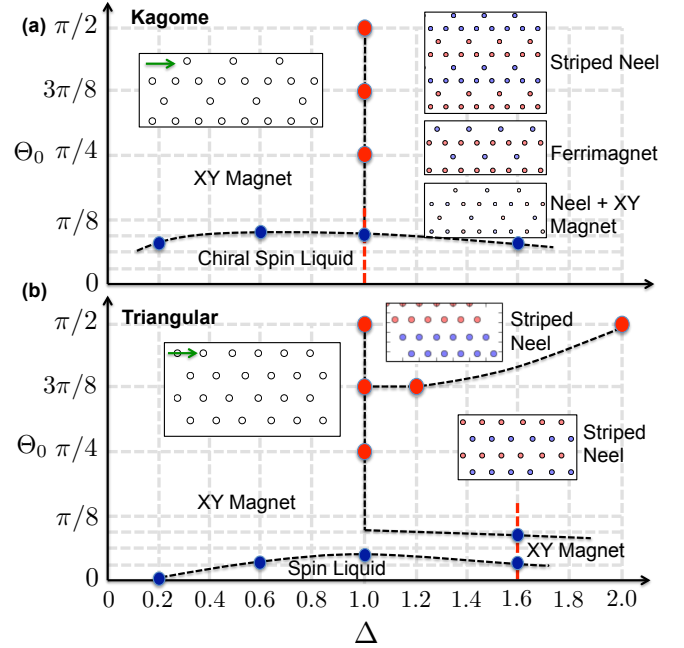 (a)
Kagome
π/2
3π/8
Θ₀ π/4
π/8
0
XY Magnet
Chiral Spin Liquid
Striped Neel
Ferrimagnet
Neel + XY
Magnet
(b)
Triangular
π/2
3π/8
Θ₀ π/4
π/8
0
Striped
Neel
Striped
Neel
XY Magnet
XY Magnet
Spin Liquid
0 0.2 0.4 0.6 0.8 1.0 1.2 1.4 1.6 1.8 2.0
Δ